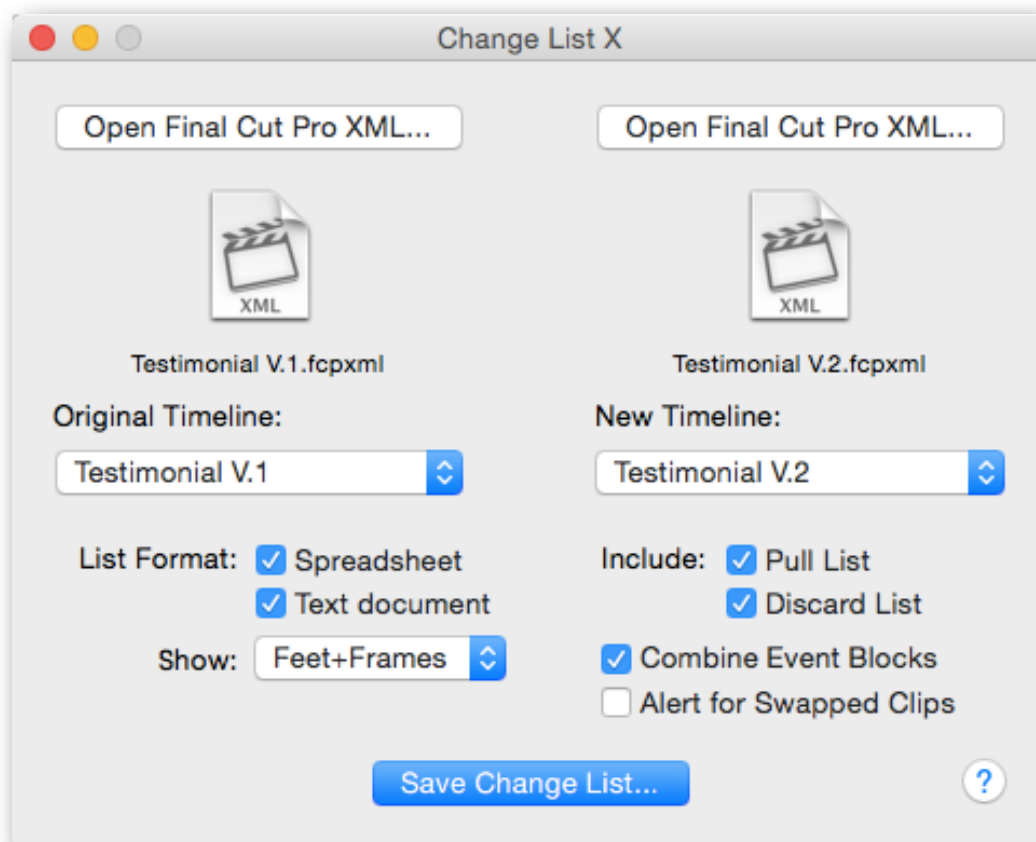 Change List X
Open Final Cut Pro XML...
Open Final Cut Pro XML...
XML
XML
Testimonial V.1.fcpxml
Testimonial V.2.fcpxml
Original Timeline:
New Timeline:
Testimonial V.1
Testimonial V.2
List Format:
Spreadsheet
Text document
Include:
Pull List
Discard List
Show:
Feet+Frames
Combine Event Blocks
Alert for Swapped Clips
Save Change List...
?